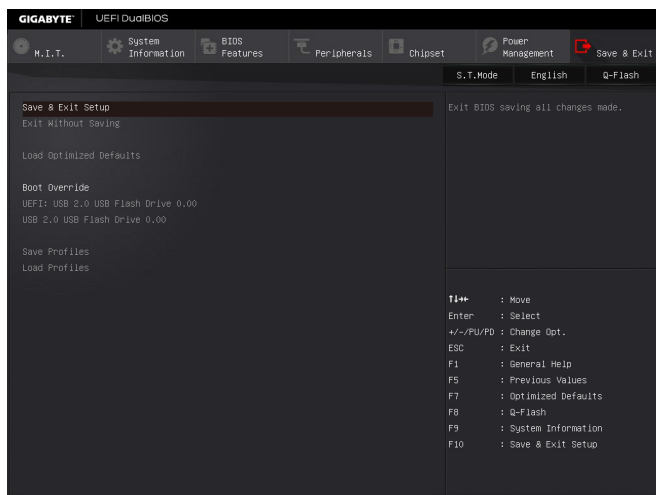 GIGABYTE™ UEFI DualBIOS
M.I.T.
System Information
BIOS Features
Peripherals
Chipset
Power Management
Save & Exit
S.T.Mode English Q-Flash
Save & Exit Setup
Exit Without Saving
Load Optimized Defaults
Boot Override
UEFI: USB 2.0 USB Flash Drive 0.00
USB 2.0 USB Flash Drive 0.00
Save Profiles
Load Profiles
Exit BIOS saving all changes made.
↑↓→← : Move
Enter : Select
+/-/PU/PD : Change Opt.
ESC : Exit
F1 : General Help
F5 : Previous Values
F7 : Optimized Defaults
F8 : Q-Flash
F9 : System Information
F10 : Save & Exit Setup